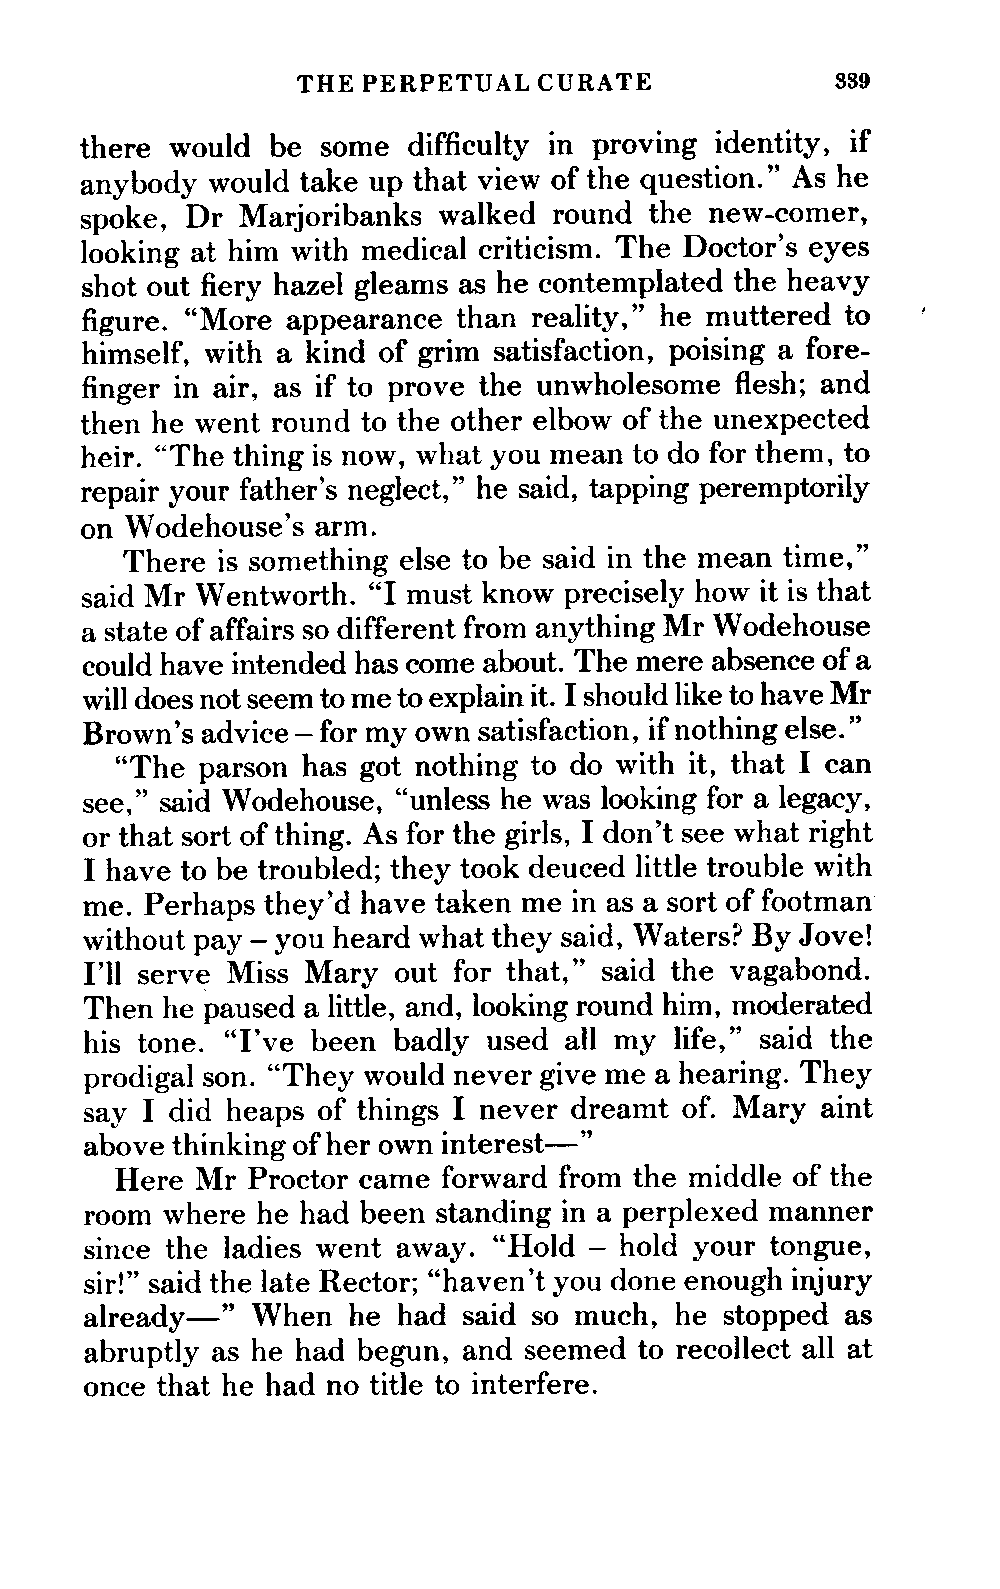 THE PERPETUAL CURATE 339
there would be some difficulty in proving identity, if
anybody would take up that view of the question.” As he
spoke, Dr Marjoribanks walked round the new-comer,
looking at him with medical criticism. The Doctor’s eyes
shot out fiery hazel gleams as he contemplated the heavy
figure. “More appearance than reality,” he muttered to
himself, with a kind of grim satisfaction, poising a fore-
finger in air, as if to prove the unwholesome flesh; and
then he went round to the other elbow of the unexpected
heir. “The thing is now, what you mean to do for them, to
repair your father’s neglect,” he said, tapping peremptorily
on Wodehouse’s arm.
There is something else to be said in the mean time,”
said Mr Wentworth. “I must know precisely how it is that
a state of affairs so different from anything Mr Wodehouse
could have intended has come about. The mere absence of a
will does not seem to me to explain it. I should like to have Mr
Brown’s advice – for my own satisfaction, if nothing else.”
“The parson has got nothing to do with it, that I can
see,” said Wodehouse, “unless he was looking for a legacy,
or that sort of thing. As for the girls, I don’t see what right
I have to be troubled; they took deuced little trouble with
me. Perhaps they’d have taken me in as a sort of footman
without pay – you heard what they said, Waters? By Jove!
I’ll serve Miss Mary out for that,” said the vagabond.
Then he paused a little, and, looking round him, moderated
his tone. “I’ve been badly used all my life,” said the
prodigal son. “They would never give me a hearing. They
say I did heaps of things I never dreamt of. Mary aint
above thinking of her own interest—”
Here Mr Proctor came forward from the middle of the
room where he had been standing in a perplexed manner
since the ladies went away. “Hold – hold your tongue,
sir!” said the late Rector; “haven’t you done enough injury
already—” When he had said so much, he stopped as
abruptly as he had begun, and seemed to recollect all at
once that he had no title to interfere.